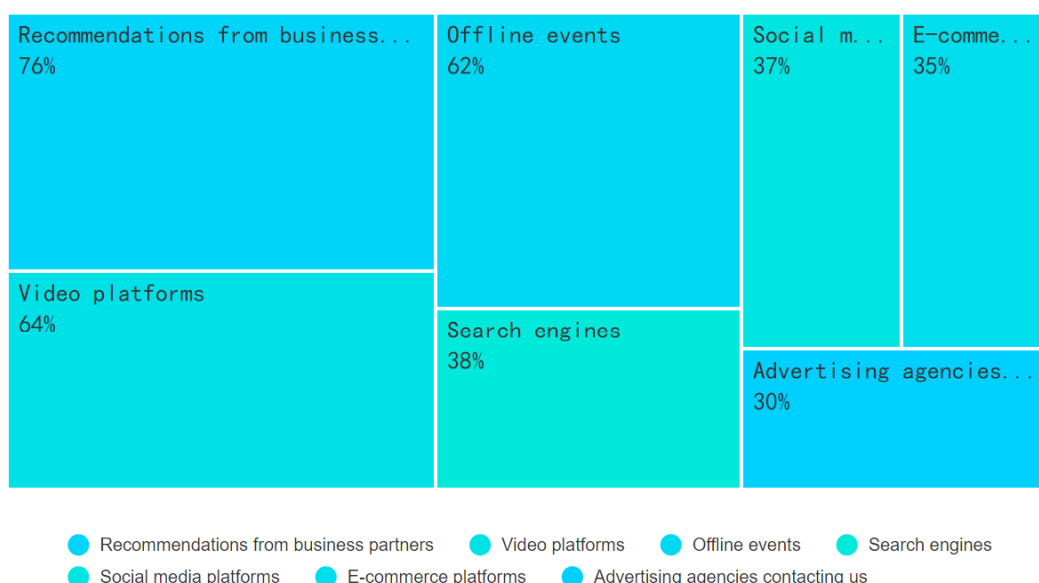 Recommendations from business...
76%
Offline events
62%
Social m...
37%
E-comme...
35%
Video platforms
64%
Search engines
38%
Advertising agencies...
30%
Recommendations from business partners
Video platforms
Offline events
Search engines
Social media platforms
E-commerce platforms
Advertising agencies contacting us